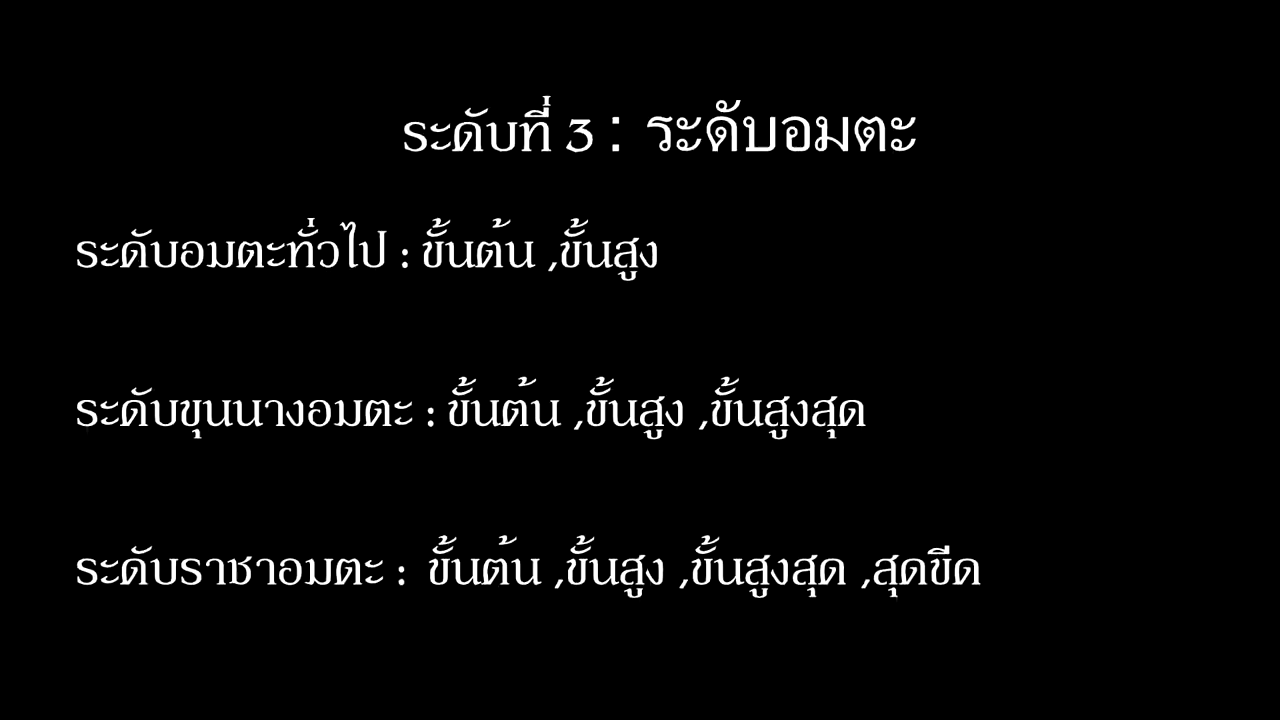 ระดับที่ 3 : ระดับอมตะ
ระดับอมตะทั่วไป : ขั้นต้น ,ขั้นสูง
ระดับขุนนางอมตะ : ขั้นต้น ,ขั้นสูง ,ขั้นสูงสุด
ระดับราชาอมตะ : ขั้นต้น ,ขั้นสูง ,ขั้นสูงสุด ,สุดขีด